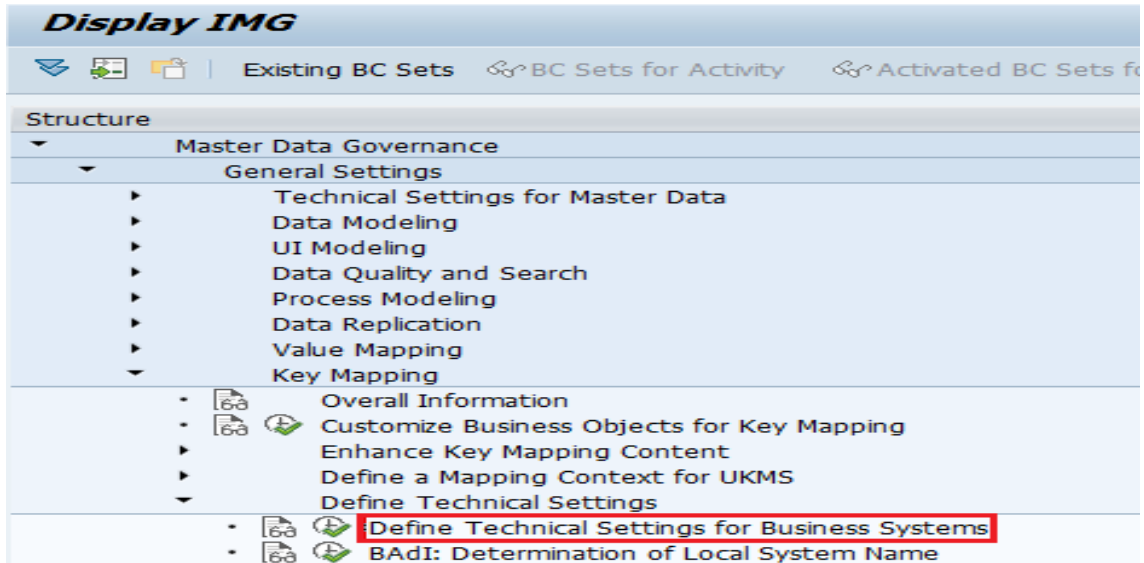 Display IMG
Existing BC Sets BC Sets for Activity Activated BC Sets fo
Structure
Master Data Governance
General Settings
Technical Settings for Master Data
Data Modeling
UI Modeling
Data Quality and Search
Process Modeling
Data Replication
Value Mapping
Key Mapping
Overall Information
Customize Business Objects for Key Mapping
Enhance Key Mapping Content
Define a Mapping Context for UKMS
Define Technical Settings
Define Technical Settings for Business Systems
BAdI: Determination of Local System Name